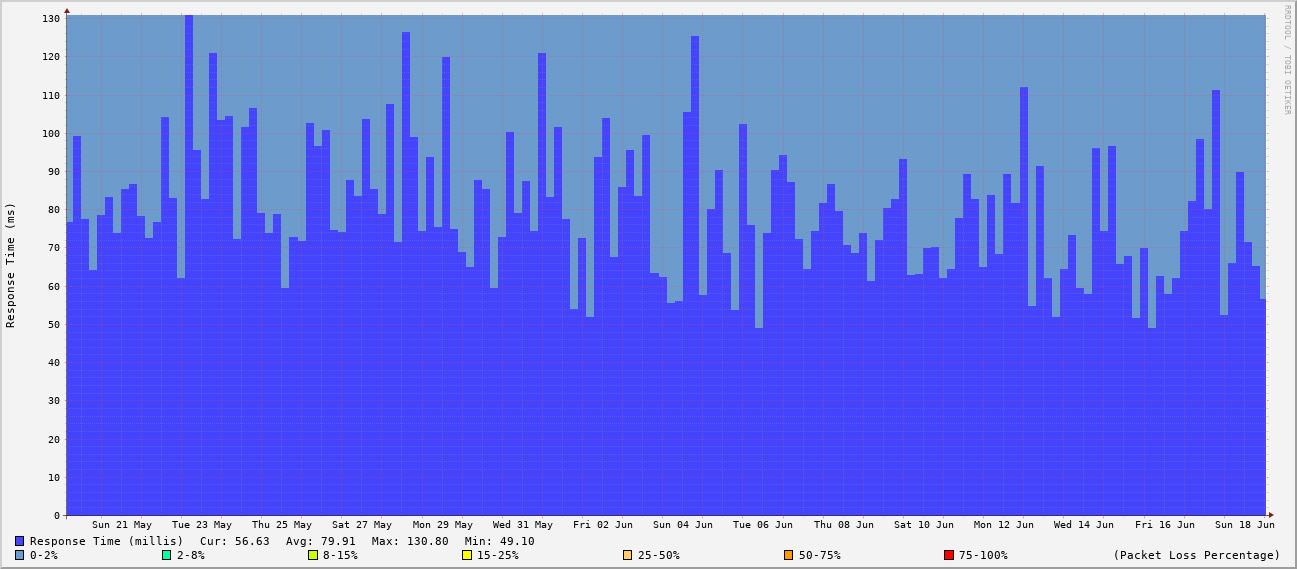 RRDTOOL / TOBI OETIKER
Response Time (ms)
130
120
110
100
90
80
70
60
50
40
30
20
10
0
Sun 21 May Tue 23 May Thu 25 May Sat 27 May Mon 29 May Wed 31 May Fri 02 Jun Sun 04 Jun Tue 06 Jun Thu 08 Jun Sat 10 Jun Mon 12 Jun Wed 14 Jun Fri 16 Jun Sun 18 Jun
Response Time (millis) Cur: 56.63 Avg: 79.91 Max: 130.80 Min: 49.10
0-2% 2-8% 8-15% 15-25% 25-50% 50-75% 75-100% (Packet Loss Percentage)